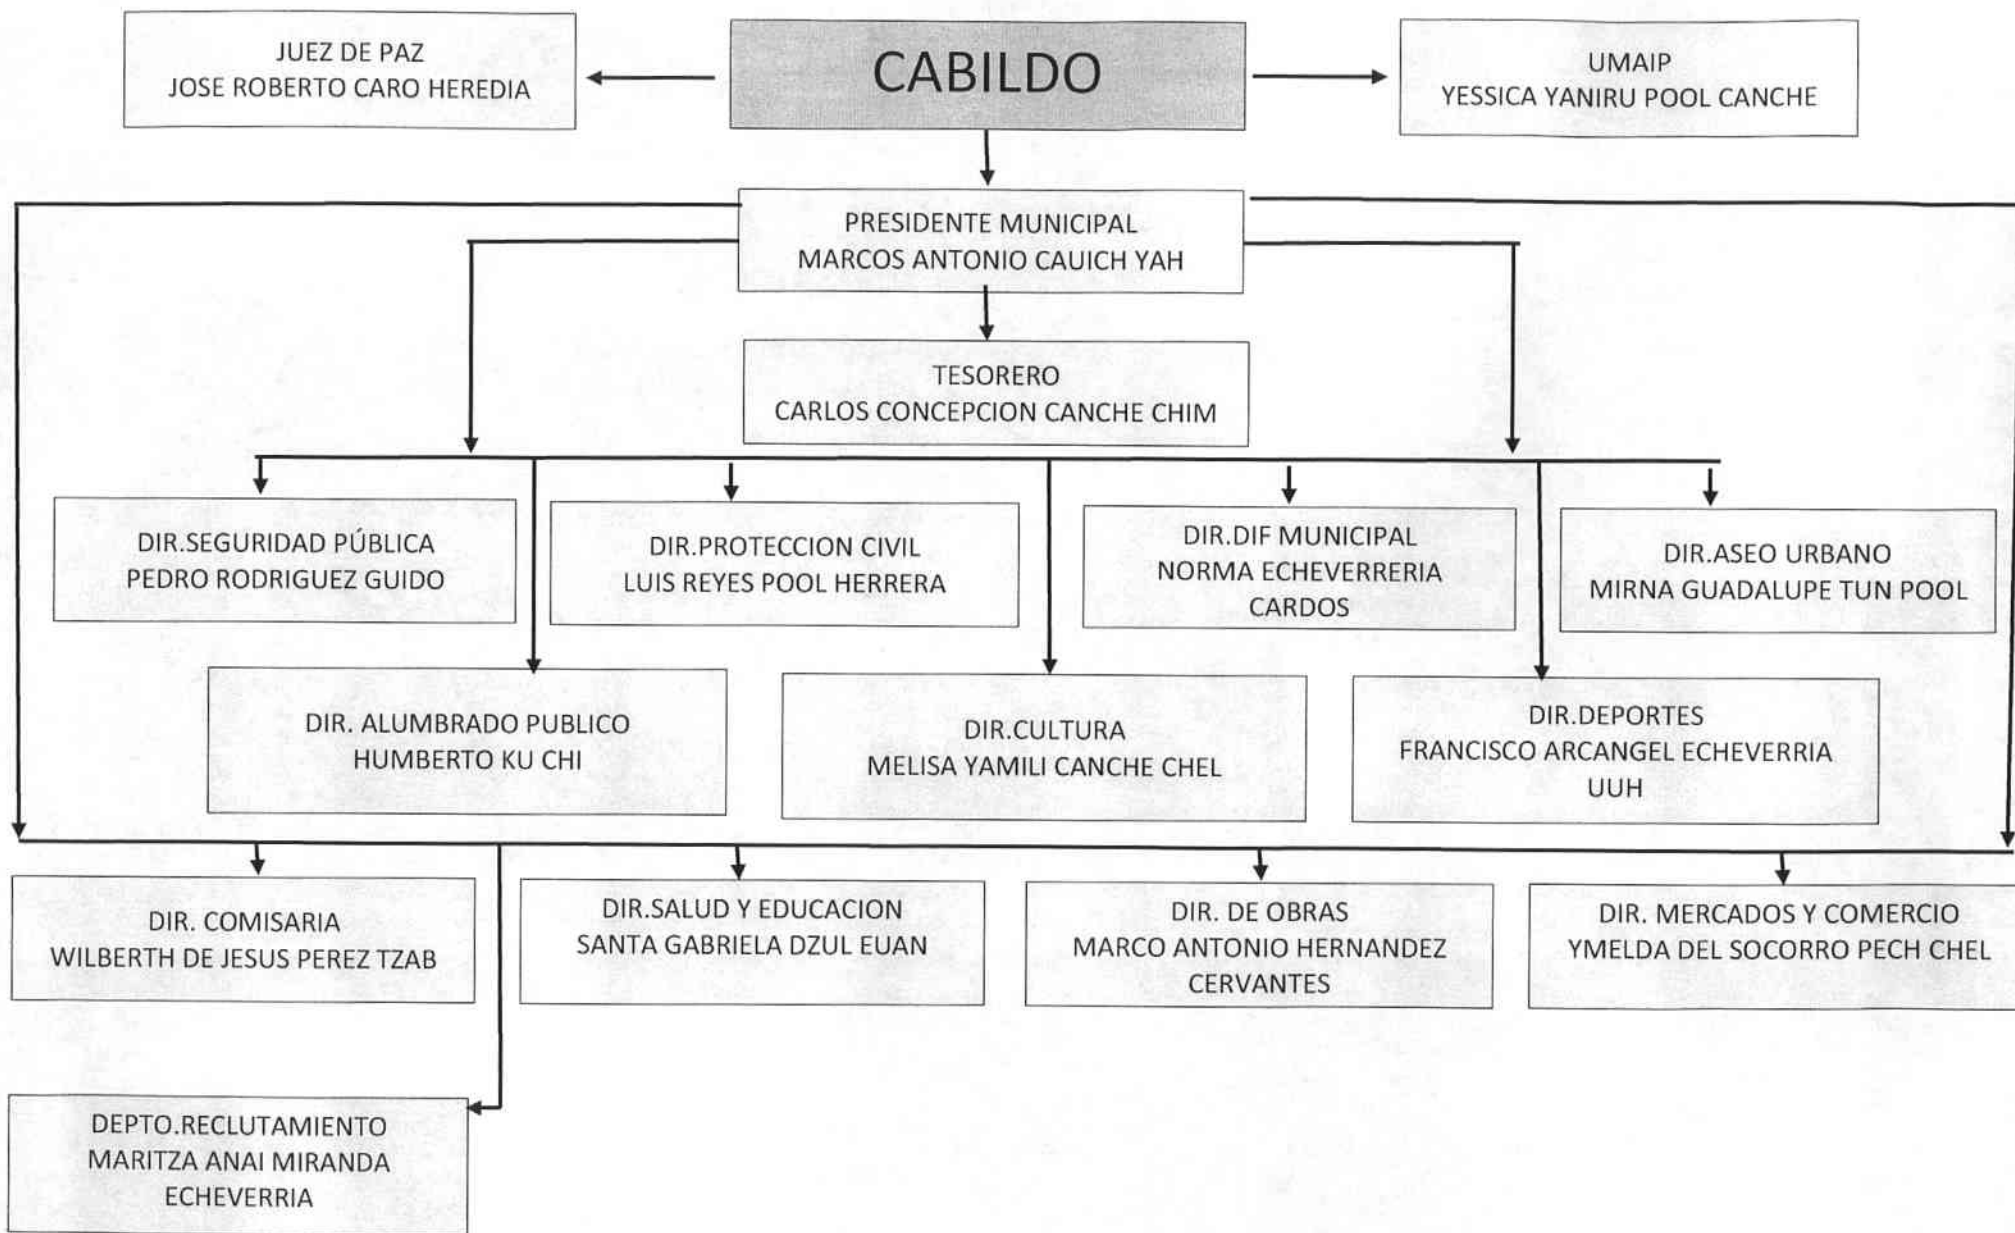 JUEZ DE PAZ
JOSE ROBERTO CARO HEREDIA
CABILDO
UMAIP
YESSICA YANIRU POOL CANCHE
PRESIDENTE MUNICIPAL
MARCOS ANTONIO CAUICH YAH
TESORERO
CARLOS CONCEPCION CANCHE CHIM
DIR.SEGURIDAD PÚBLICA
PEDRO RODRIGUEZ GUIDO
DIR.PROTECCION CIVIL
LUIS REYES POOL HERRERA
DIR.DIF MUNICIPAL
NORMA ECHEVERRERIA
CARDOS
DIR.ASEO URBANO
MIRNA GUADALUPE TUN POOL
DIR. ALUMBRADO PUBLICO
HUMBERTO KU CHI
DIR.CULTURA
MELISA YAMILI CANCHE CHEL
DIR.DEPORTES
FRANCISCO ARCANGEL ECHEVERRIA
UUH
DIR. COMISARIA
WILBERTH DE JESUS PEREZ TZAB
DIR.SALUD Y EDUCACION
SANTA GABRIELA DZUL EUAN
DIR. DE OBRAS
MARCO ANTONIO HERNANDEZ
CERVANTES
DIR. MERCADOS Y COMERCIO
YMELDA DEL SOCORRO PECH CHEL
DEPTO.RECLUTAMIENTO
MARITZA ANAI MIRANDA
ECHEVERRIA